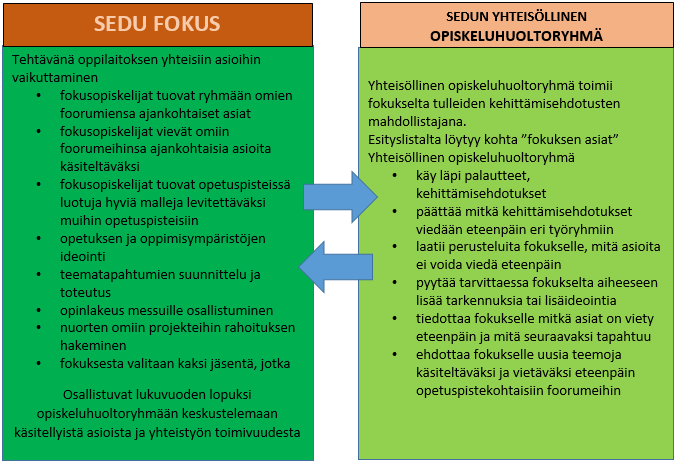 SEDU FOKUS
Tehtävänä oppilaitoksen yhteisiin asioihin
vaikuttaminen
• fokusopiskelijat tuovat ryhmään omien
foorumiensa ajankohtaiset asiat
• fokusopiskelijat vievät omiin
foorumeihinsa ajankohtaisia asioita
käsiteltäväksi
• fokusopiskelijat tuovat opetuspisteissä
luotuja hyviä malleja levitettäväksi
muihin opetuspisteisiin
• opetuksen ja oppimisympäristöjen
ideointi
• teematapahtumien suunnittelu ja
toteutus
• opinlakeus messuille osallistuminen
• nuorten omiin projekteihin rahoituksen
hakeminen
• fokuksesta valitaan kaksi jäsentä, jotka
Osallistuvat lukuvuoden lopuksi
opiskeluhuoltoryhmään keskustelemaan
käsitellyistä asioista ja yhteistyön toimivuudesta
SEDUN YHTEISÖLLINEN
OPISKELUHUOLTORYHMÄ
Yhteisöllinen opiskeluhuoltoryhmä toimii
fokukselta tulleiden kehittämisehdotusten
mahdollistajana.
Esityslistalta löytyy kohta ”fokuksen asiat”
Yhteisöllinen opiskeluhuoltoryhmä
• käy läpi palautteet,
kehittämisehdotukset
• päättää mitkä kehittämisehdotukset
viedään eteenpäin eri työryhmiin
• laatii perusteluita fokukselle, mitä asioita
ei voida viedä eteenpäin
• pyytää tarvittaessa fokukselta aiheeseen
lisää tarkennuksia tai lisäideointia
• tiedottaa fokukselle mitkä asiat on viety
eteenpäin ja mitä seuraavaksi tapahtuu
• ehdottaa fokukselle uusia teemoja
käsiteltäväksi ja vietäväksi eteenpäin
opetuspistekohtaisiin foorumeihin